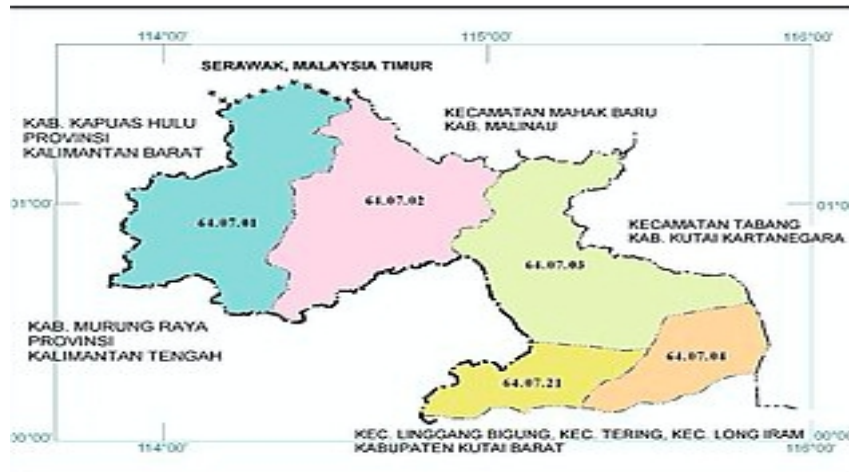 114°00' 115°00' 116°00'
SERAWAK, MALAYSIA TIMUR
KAB. KAPUAS HULU
PROVINSI
KALIMANTAN BARAT
KECAMATAN MAHAK BARU
KAB. MALINAU
01°00' 01°0
64.07.01
64.07.02
KECAMATAN TABANG
KAB. KUTAI KARTANEGARA
64.07.03
KAB. MURUNG RAYA
PROVINSI
KALIMANTAN TENGAH
64.07.04
64.07.21
00°00' 00°00
KEC. LINGGANG BIGUNG, KEC. TERING, KEC. LONG IRAM
KABUPATEN KUTAI BARAT
114°00' 115°00' 116°00'